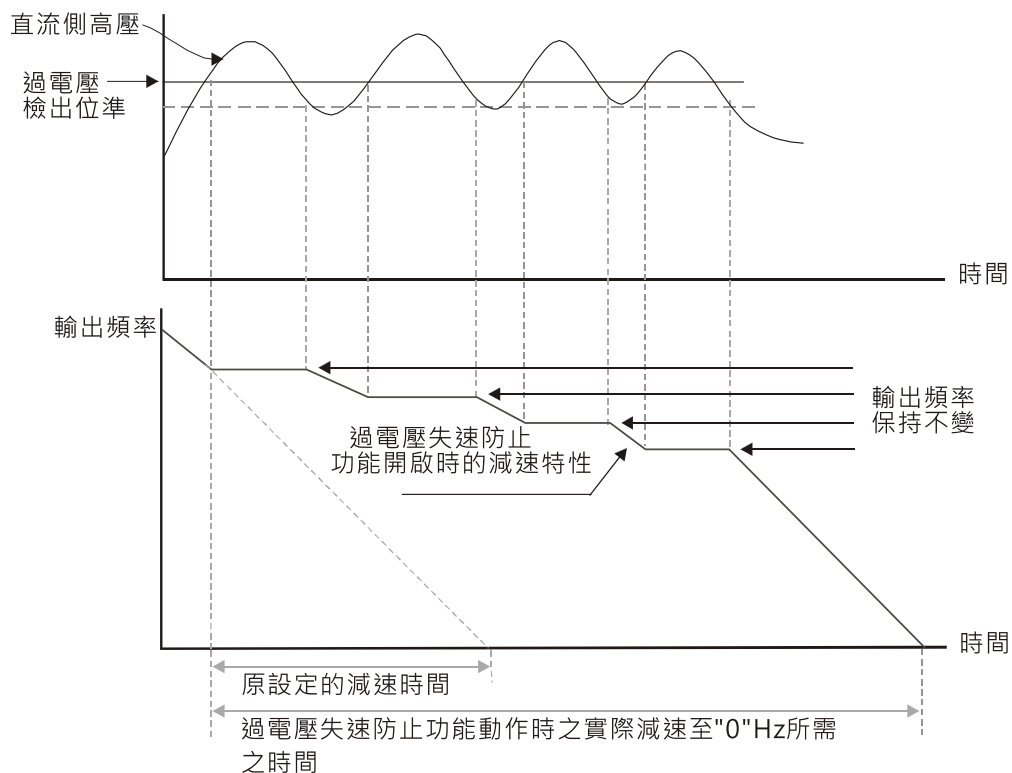 直流側高壓
過電壓
檢出位準
時間
輸出頻率
輸出頻率
保持不變
過電壓失速防止
功能開啟時的減速特性
時間
原設定的減速時間
過電壓失速防止功能動作時之實際減速至"0"Hz所需
之時間